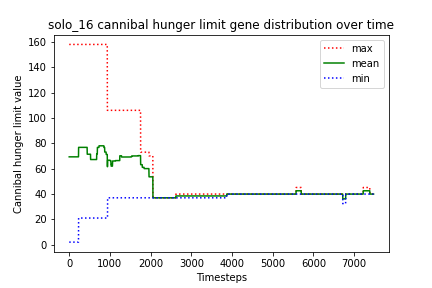 solo_16 cannibal hunger limit gene distribution over time
max
mean
min
Cannibal hunger limit value
160
140
120
100
80
60
40
20
0
0 1000 2000 3000 4000 5000 6000 7000
Timesteps